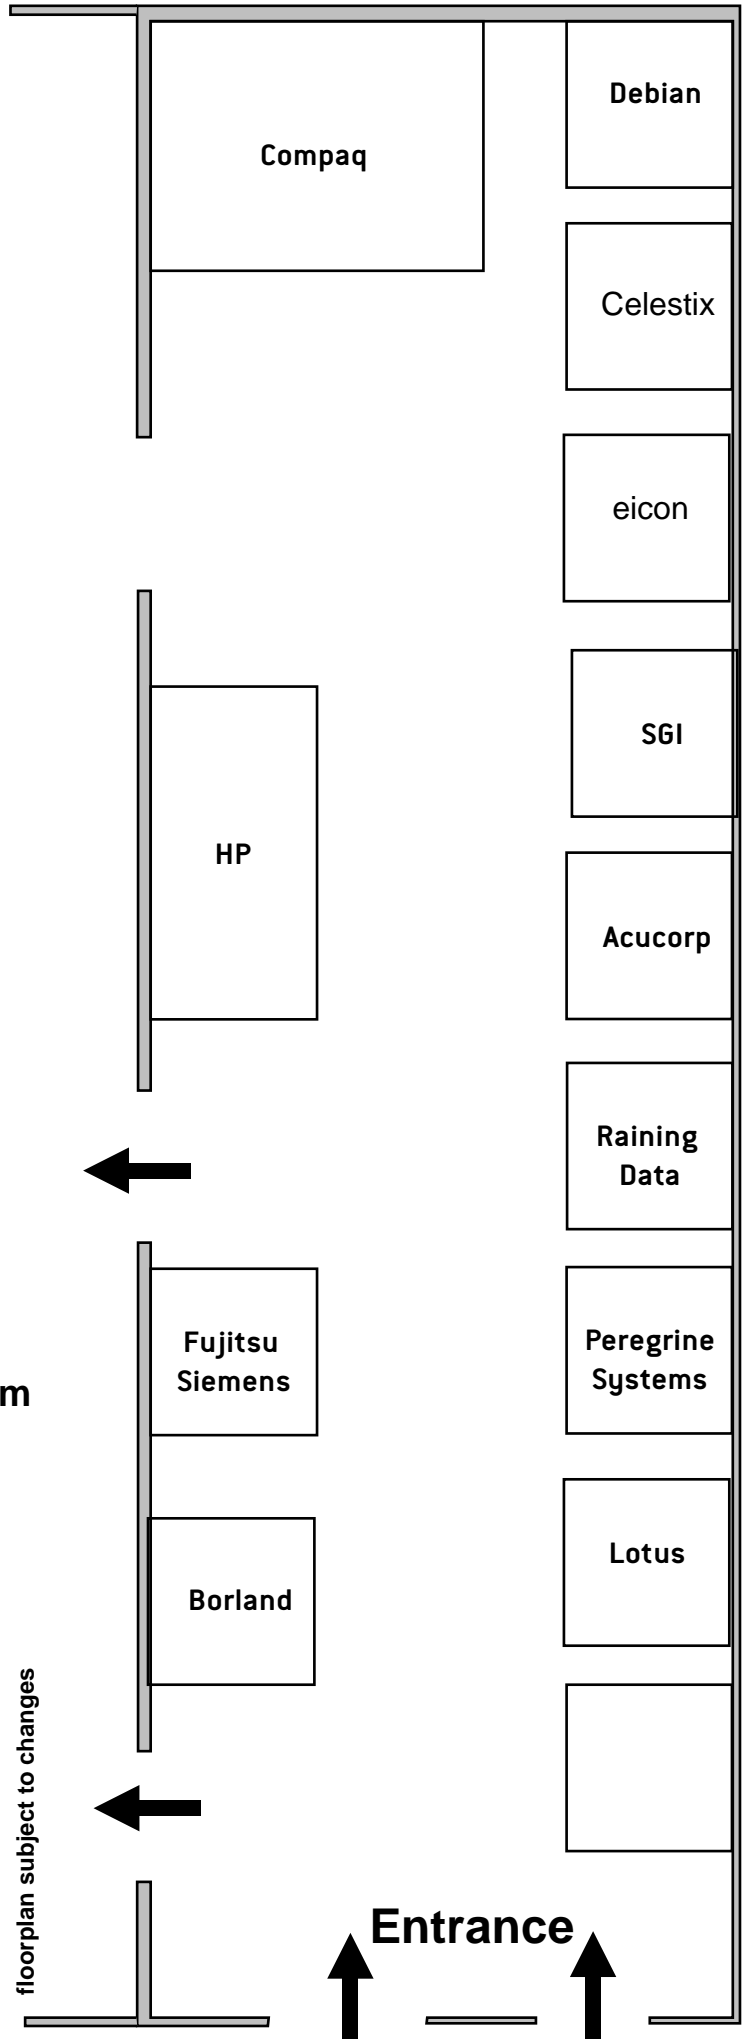 Debian
Compaq
Celestix
eicon
SGI
HP
Acucorp
Raining
Data
Fujitsu
Siemens
Peregrine
Systems
m
Lotus
Borland
floorplan subject to changes
Entrance